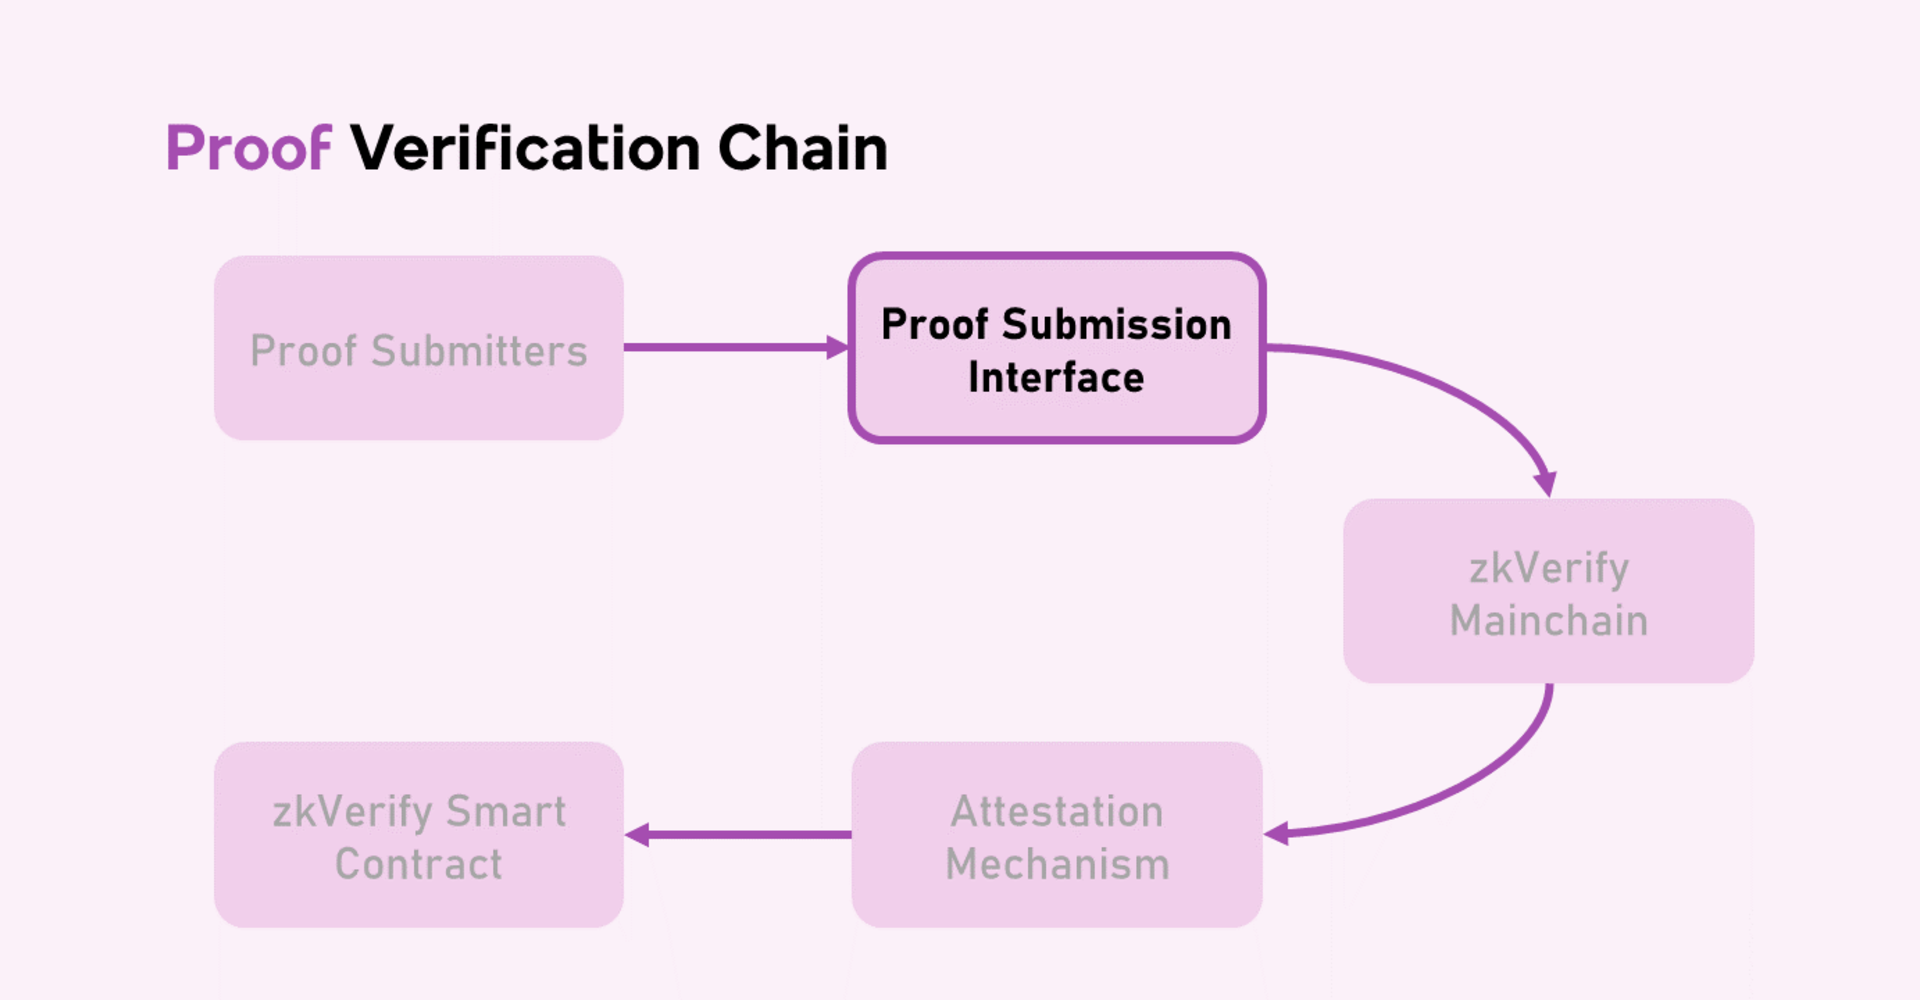 Proof Verification Chain
Proof Submitters
Proof Submission
Interface
zkVerify
Mainchain
Attestation
Mechanism
zkVerify Smart
Contract